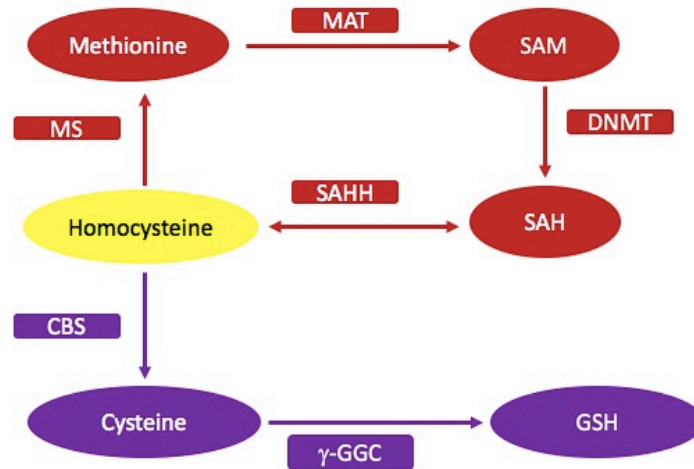 MAT
Methionine
SAM
MS
DNMT
SAHH
Homocysteine
SAH
CBS
Cysteine
GSH
γ-GGC